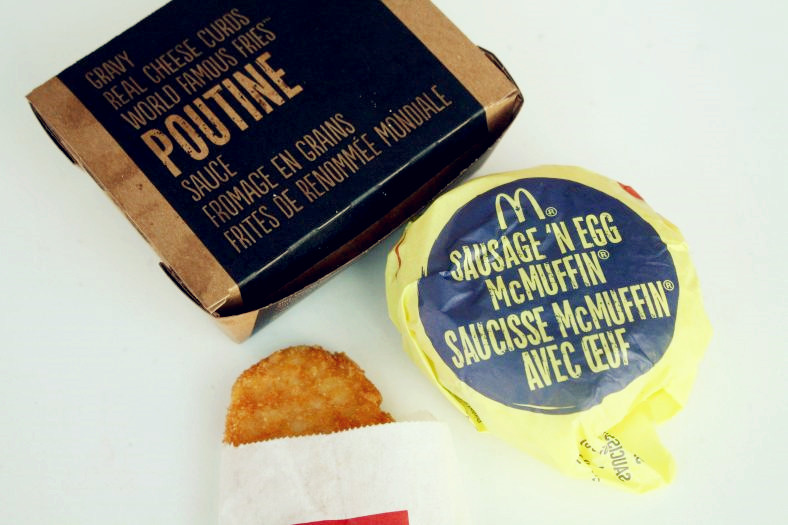 GRAVY
REAL CHEESE CURDS
WORLD FAMOUS FRIES™
POUTINE
SAUCE
FROMAGE EN GRAINS
FRITES DE RENOMMÉE MONDIALE
M®
SAUSAGE 'N EGG
McMUFFIN®
SAUCISSE McMUFFIN®
AVEC ŒUF
SAUCISS